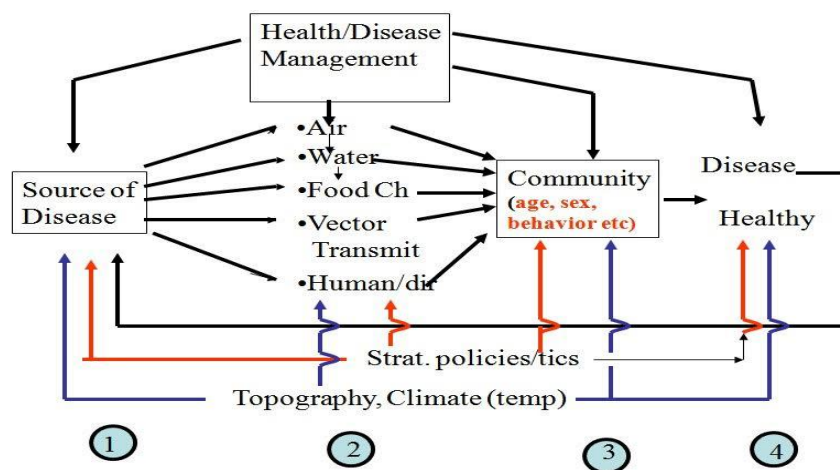 Health/Disease
Management
•Air
•Water
•Food Ch
•Vector
Transmit
•Human/dir
Source of
Disease
Community
(age, sex,
behavior etc)
Disease
Healthy
Strat. policies/tics
Topography, Climate (temp)
1
2
3
4